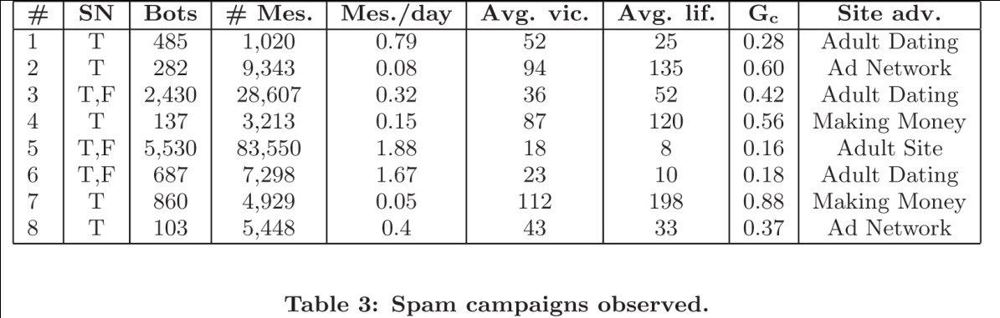 # SN Bots # Mes. Mes./day Avg. vic. Avg. lif. Gc Site adv.
1 T 485 1,020 0.79 52 25 0.28 Adult Dating
2 T 282 9,343 0.08 94 135 0.60 Ad Network
3 T,F 2,430 28,607 0.32 36 52 0.42 Adult Dating
4 T 137 3,213 0.15 87 120 0.56 Making Money
5 T,F 5,530 83,550 1.88 18 8 0.16 Adult Site
6 T,F 687 7,298 1.67 23 10 0.18 Adult Dating
7 T 860 4,929 0.05 112 198 0.88 Making Money
8 T 103 5,448 0.4 43 33 0.37 Ad Network
Table 3: Spam campaigns observed.